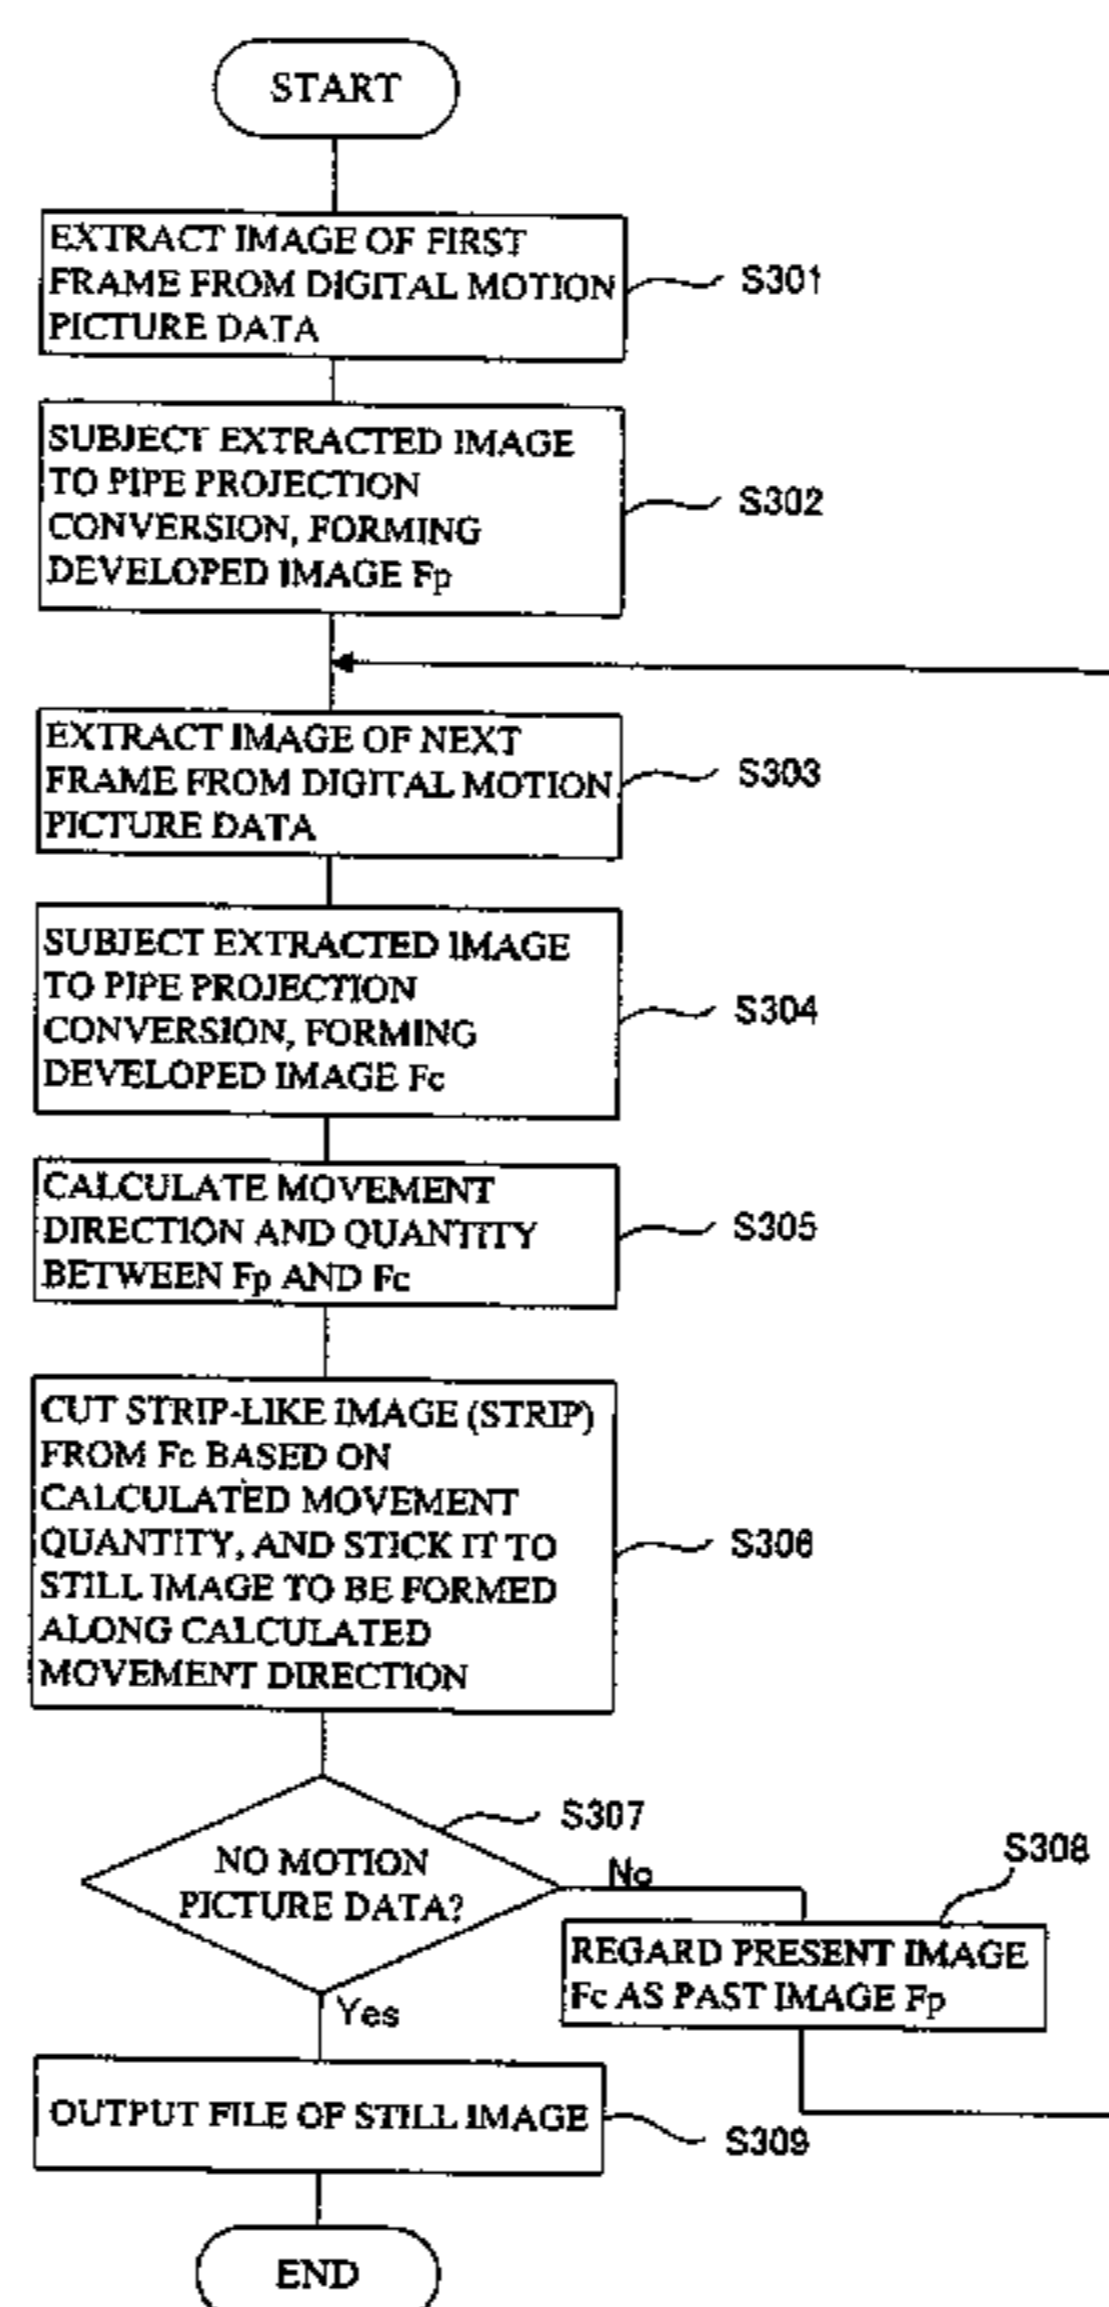 START
EXTRACT IMAGE OF FIRST
FRAME FROM DIGITAL MOTION
PICTURE DATA
S301
SUBJECT EXTRACTED IMAGE
TO PIPE PROJECTION
CONVERSION, FORMING
DEVELOPED IMAGE Fp
S302
EXTRACT IMAGE OF NEXT
FRAME FROM DIGITAL MOTION
PICTURE DATA
S303
SUBJECT EXTRACTED IMAGE
TO PIPE PROJECTION
CONVERSION, FORMING
DEVELOPED IMAGE Fc
S304
CALCULATE MOVEMENT
DIRECTION AND QUANTITY
BETWEEN Fp AND Fc
S305
CUT STRIP-LIKE IMAGE (STRIP)
FROM Fc BASED ON
CALCULATED MOVEMENT
QUANTITY, AND STICK IT TO
STILL IMAGE TO BE FORMED
ALONG CALCULATED
MOVEMENT DIRECTION
S306
NO MOTION
PICTURE DATA?
S307
No
S308
REGARD PRESENT IMAGE
Fc AS PAST IMAGE Fp
Yes
OUTPUT FILE OF STILL IMAGE
S309
END